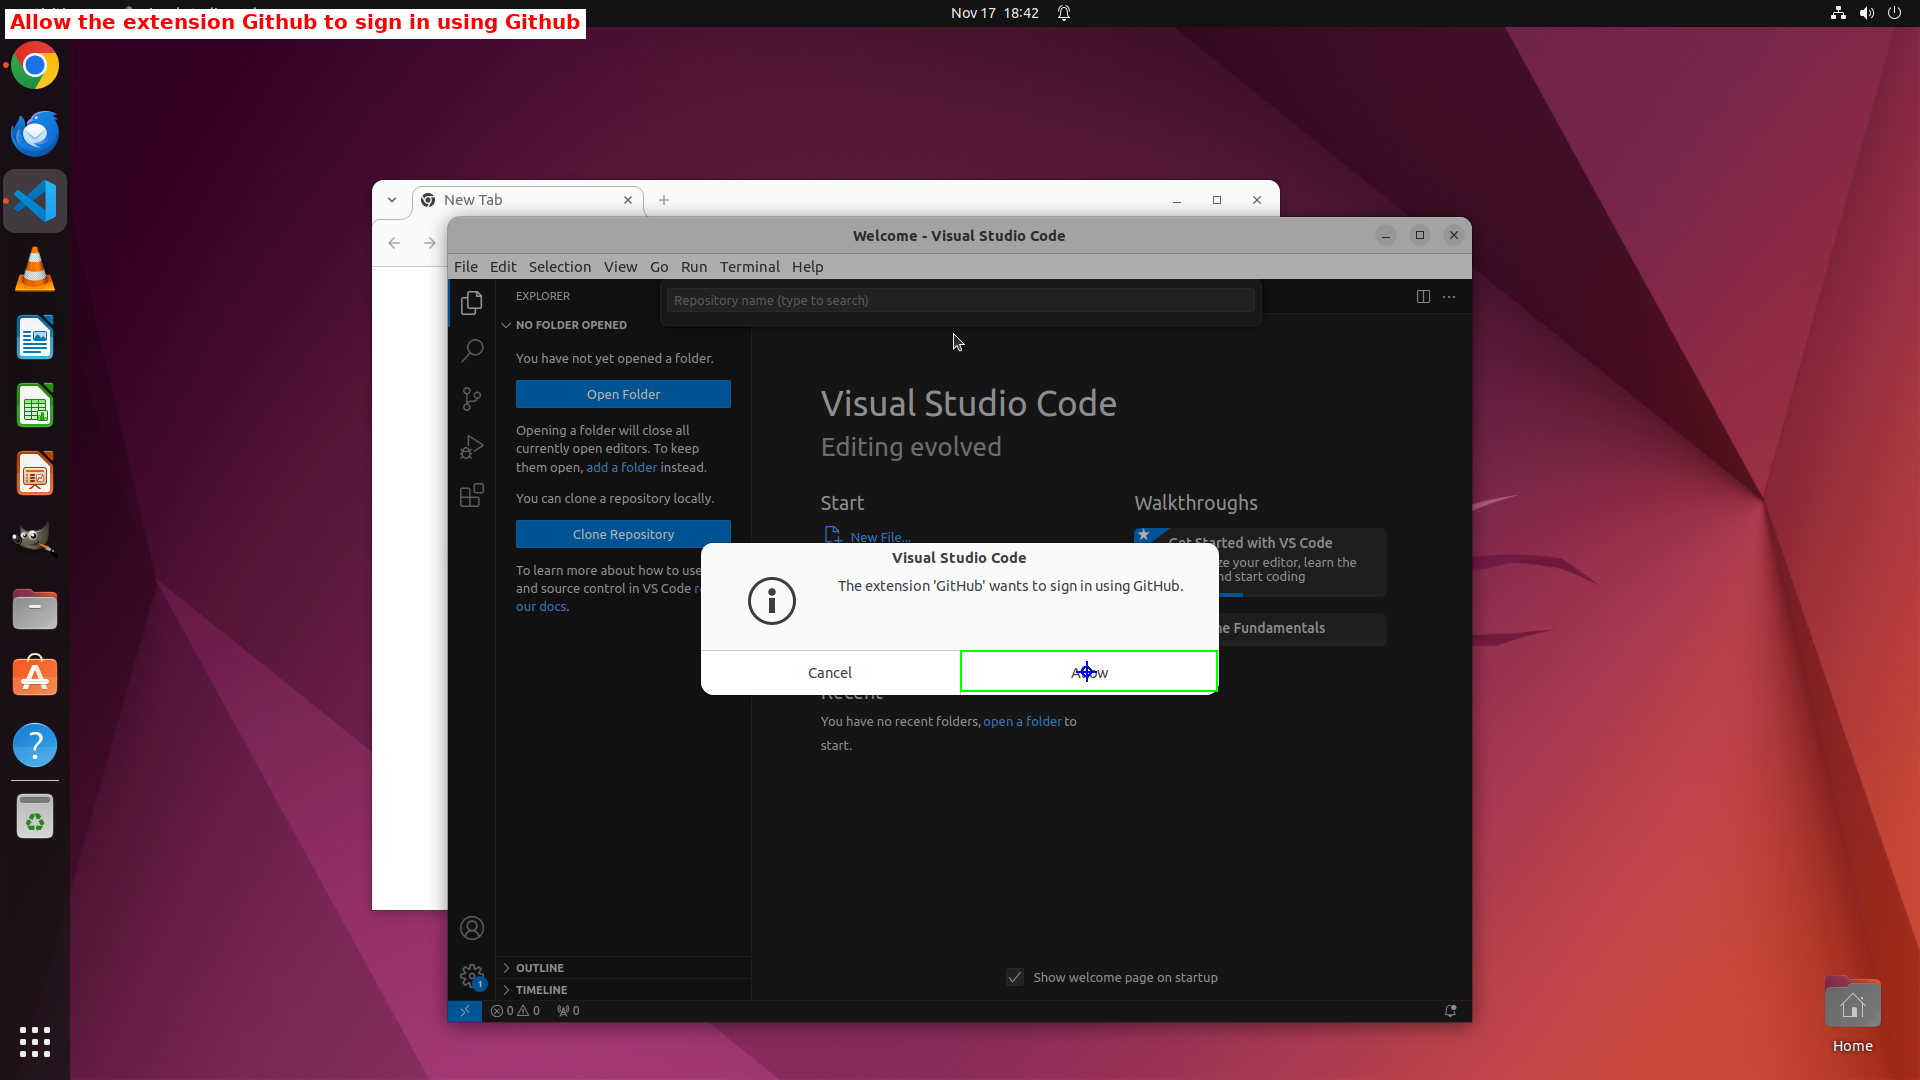 Allow the extension Github to sign in using Github
Nov 17 18:42
New Tab
Welcome - Visual Studio Code
File Edit Selection View Go Run Terminal Help
EXPLORER
Repository name (type to search)
NO FOLDER OPENED
You have not yet opened a folder.
Open Folder
Opening a folder will close all
currently open editors. To keep
them open, add a folder instead.
You can clone a repository locally.
Clone Repository
To learn more about how to use
and source control in VS Code
our docs.
OUTLINE
TIMELINE
Visual Studio Code
Editing evolved
Start
New File...
Walkthroughs
Get Started with VS Code
ze your editor, learn the
nd start coding
Fundamentals
Visual Studio Code
The extension 'GitHub' wants to sign in using GitHub.
Cancel
Allow
Recent
You have no recent folders, open a folder to
start.
Show welcome page on startup
1
0 0 0
Home